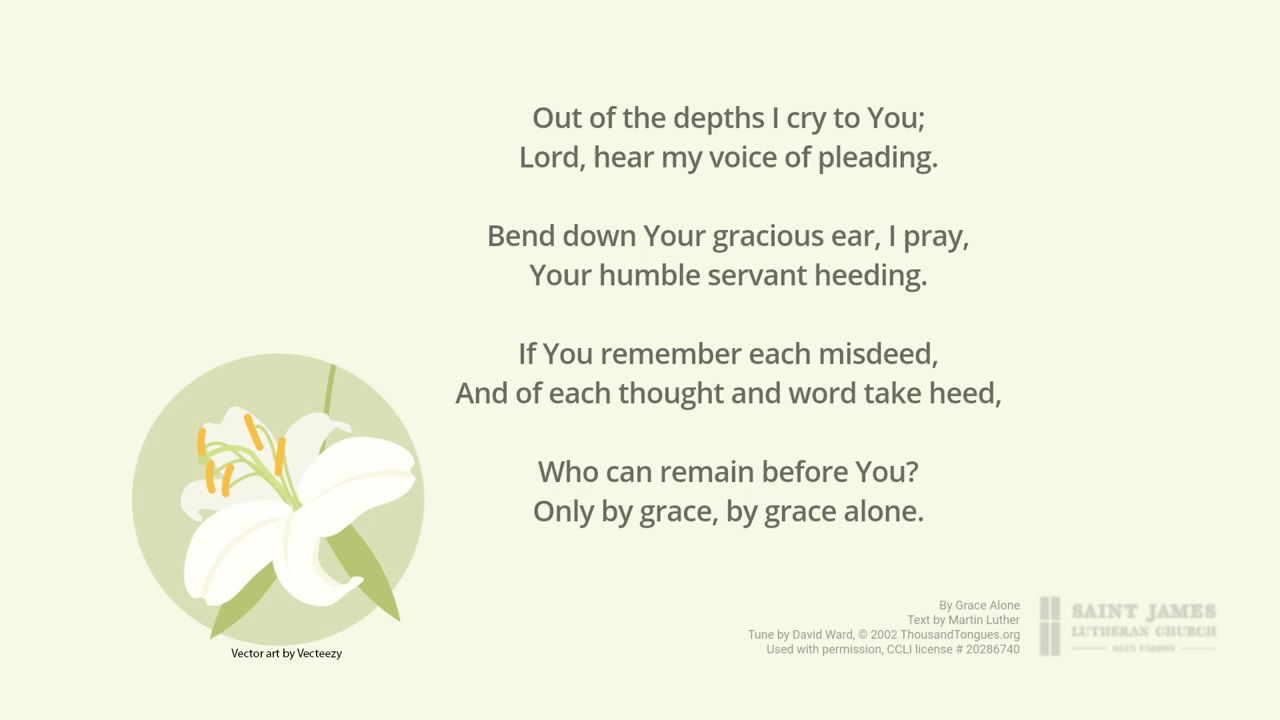 Out of the depths I cry to You;
Lord, hear my voice of pleading.
Bend down Your gracious ear, I pray,
Your humble servant heeding.
If You remember each misdeed,
And of each thought and word take heed,
Who can remain before You?
Only by grace, by grace alone.
By Grace Alone
Text by Martin Luther
Tune by David Ward, © 2002 ThousandTongues.org
Used with permission, CCLI license # 20286740
SAINT JAMES
LUTHERAN CHURCH
GLEN CAIRNS
Vector art by Vecteezy